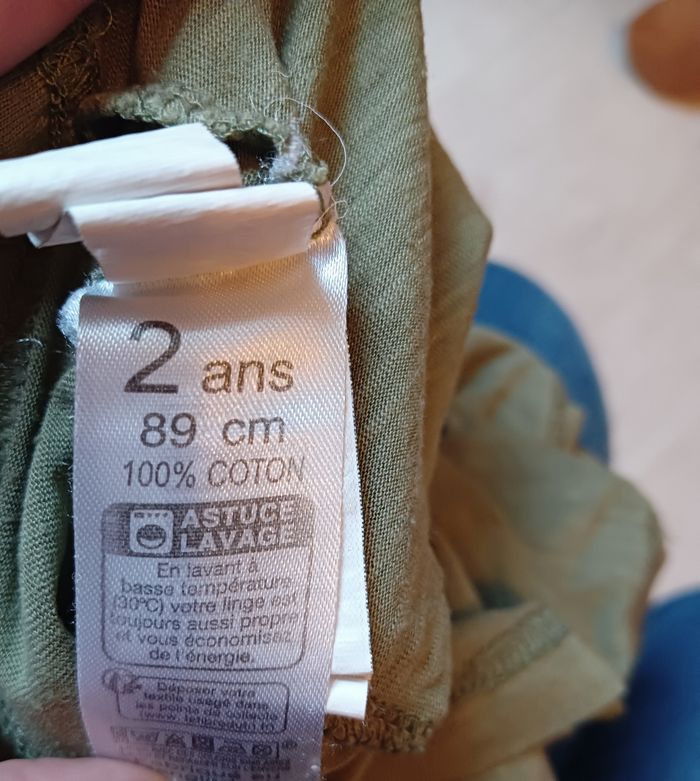 2 ans
89 cm
100% COTON
ASTUCE
LAVAGE
En lavant à
basse température
(30°C) votre linge est
toujours aussi propre
et vous économisez
de l'énergie.
Déposer votre
textile usagé dans
les points de collecte